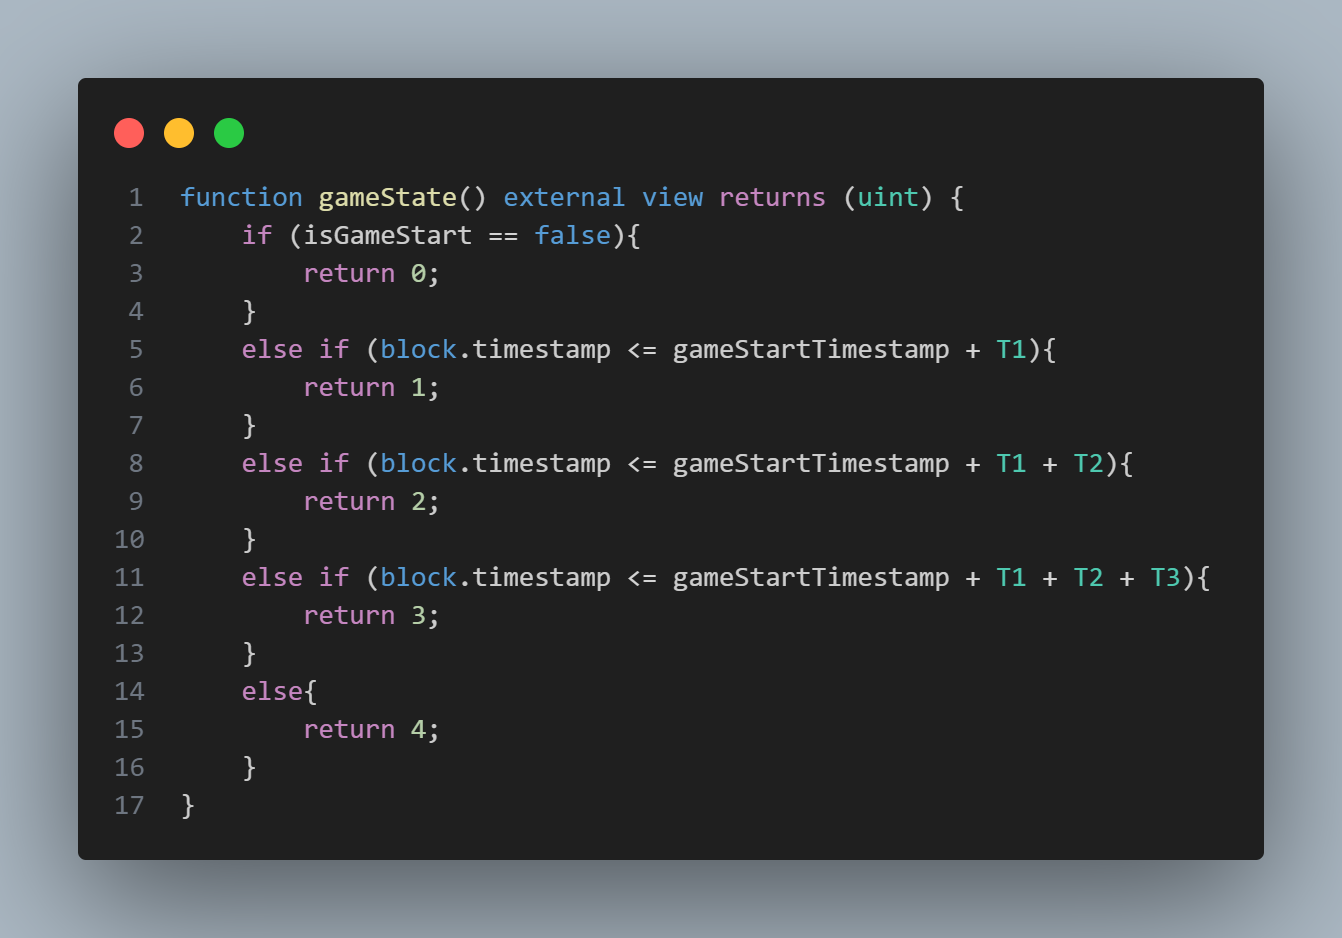 1 function gameState() external view returns (uint) {
2     if (isGameStart == false){
3         return 0;
4     }
5     else if (block.timestamp <= gameStartTimestamp + T1){
6         return 1;
7     }
8     else if (block.timestamp <= gameStartTimestamp + T1 + T2){
9         return 2;
10     }
11     else if (block.timestamp <= gameStartTimestamp + T1 + T2 + T3){
12         return 3;
13     }
14     else{
15         return 4;
16     }
17 }